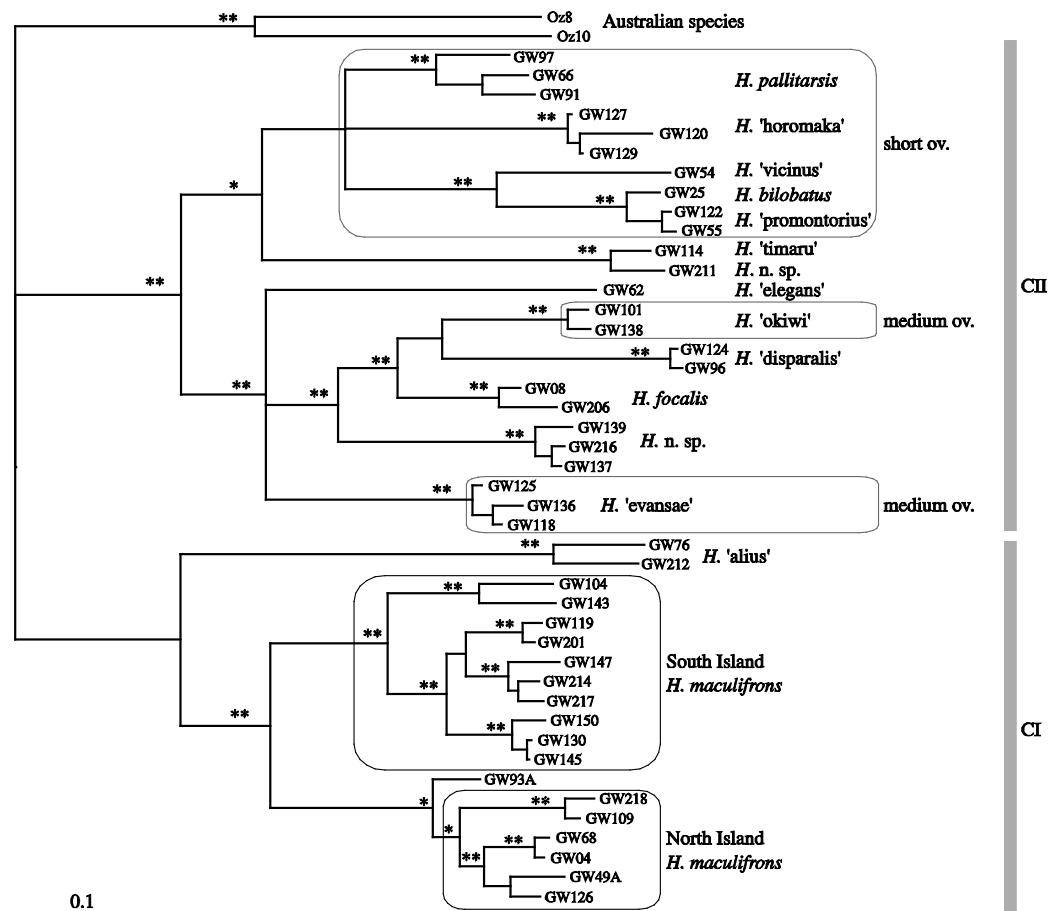 ** Oz8 Australian species
Oz10
** GW97
GW66 H. pallitarsis
GW91
** GW127
GW120 H. 'horomaka'
GW129 short ov.
** GW54 H. 'vicinus'
** GW25 H. bilobatus
GW122 H. 'promontorius'
GW55
*
** GW114 H. 'timaru'
GW211 H. n. sp.
** CII
GW62 H. 'elegans'
** GW101
GW138 H. 'okiwi' medium ov.
** GW124 H. 'disparalis'
GW96
**
** GW08 H. focalis
GW206
** **
** GW139
GW216 H. n. sp.
GW137
** GW125
GW136 H. 'evansae' medium ov.
GW118
** GW76 H. 'alius'
GW212
** GW104
GW143
** GW119
** GW201
** GW147 South Island
** GW214 H. maculifrons
GW217
** GW150
** GW130 CI
GW145
GW93A
* ** GW218
GW109
* ** GW68 North Island
** GW04 H. maculifrons
GW49A
GW126
0.1